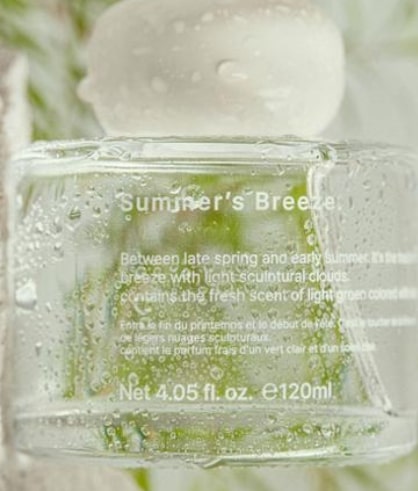 Summer's Breeze.
Between late spring and early summer. It's the
breeze with light sculptural clouds.
contains the fresh scent of light green colored
Entre la fin du printemps et le début de l'été.
de légers nuages sculpturaux.
contient le parfum frais d'un vert clair et d'un
Net 4.05 fl. oz. ℮120ml